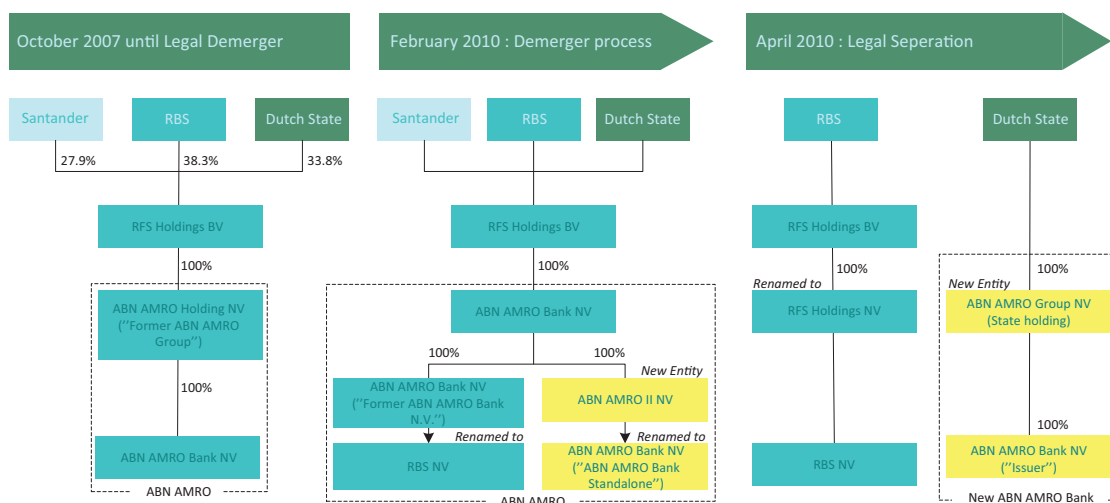 October 2007 until Legal Demerger
February 2010 : Demerger process
April 2010 : Legal Seperation
Santander
RBS
Dutch State
27.9%
38.3%
33.8%
RFS Holdings BV
100%
ABN AMRO Holding NV
(''Former ABN AMRO
Group'')
100%
ABN AMRO Bank NV
ABN AMRO
Santander
RBS
Dutch State
RFS Holdings BV
100%
ABN AMRO Bank NV
100%
100%
New Entity
ABN AMRO Bank NV
(''Former ABN AMRO Bank
N.V.'')
ABN AMRO II NV
Renamed to
Renamed to
RBS NV
ABN AMRO Bank NV
(''ABN AMRO Bank
Standalone'')
ABN AMRO
RBS
Dutch State
RFS Holdings BV
100%
Renamed to
RFS Holdings NV
RBS NV
100%
New Entity
ABN AMRO Group NV
(State holding)
100%
ABN AMRO Bank NV
(''Issuer'')
New ABN AMRO Bank